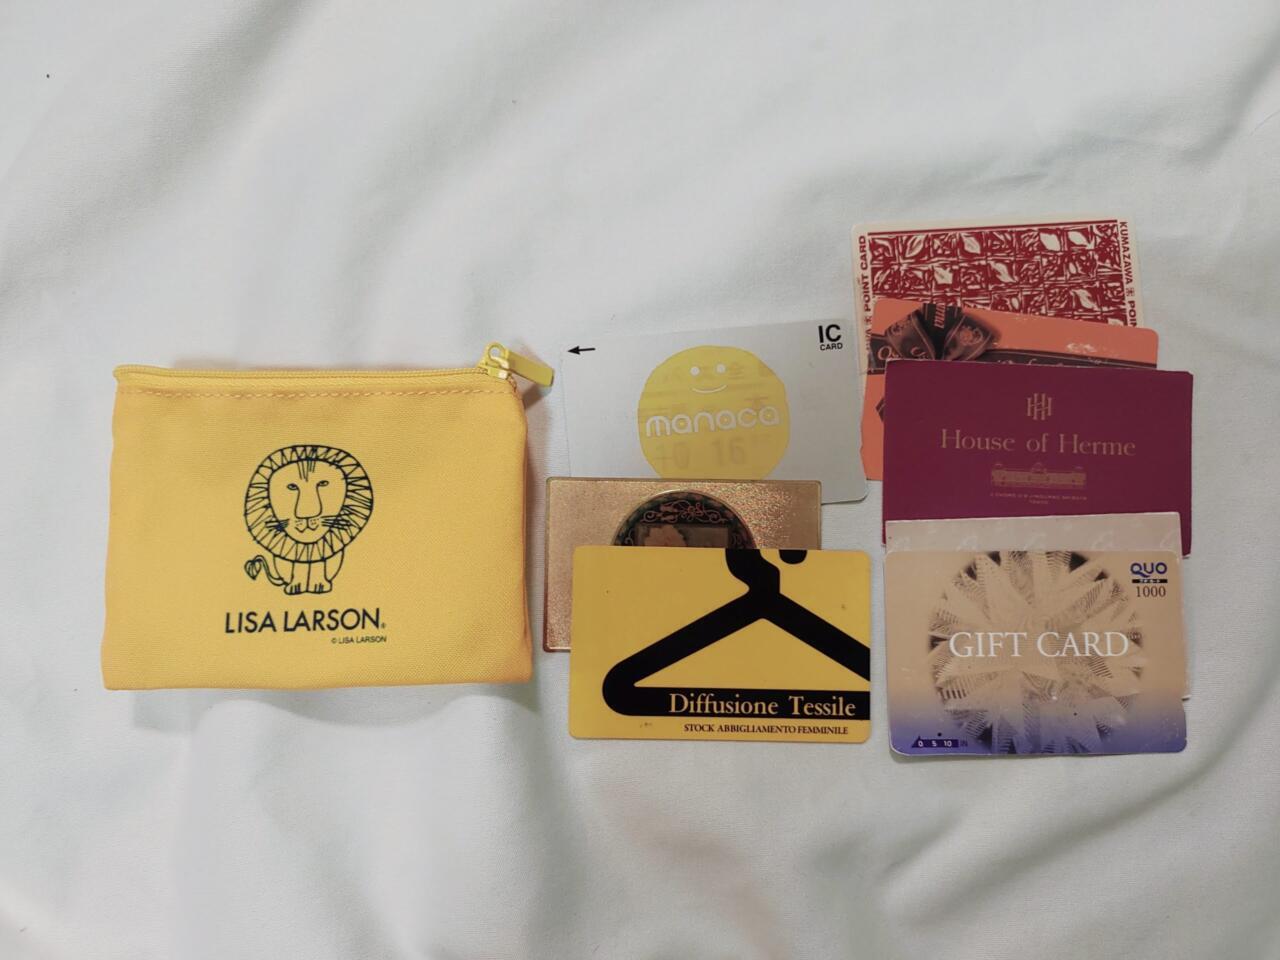 LISA LARSON®
© LISA LARSON
IC
CARD
manaca
Diffusione Tessile
STOCK ABBIGLIAMENTO FEMMINILE
POINT CARD
KUMAZAWA
House of Herme
TOKYO
QUO
1000
GIFT CARD
0 5 10